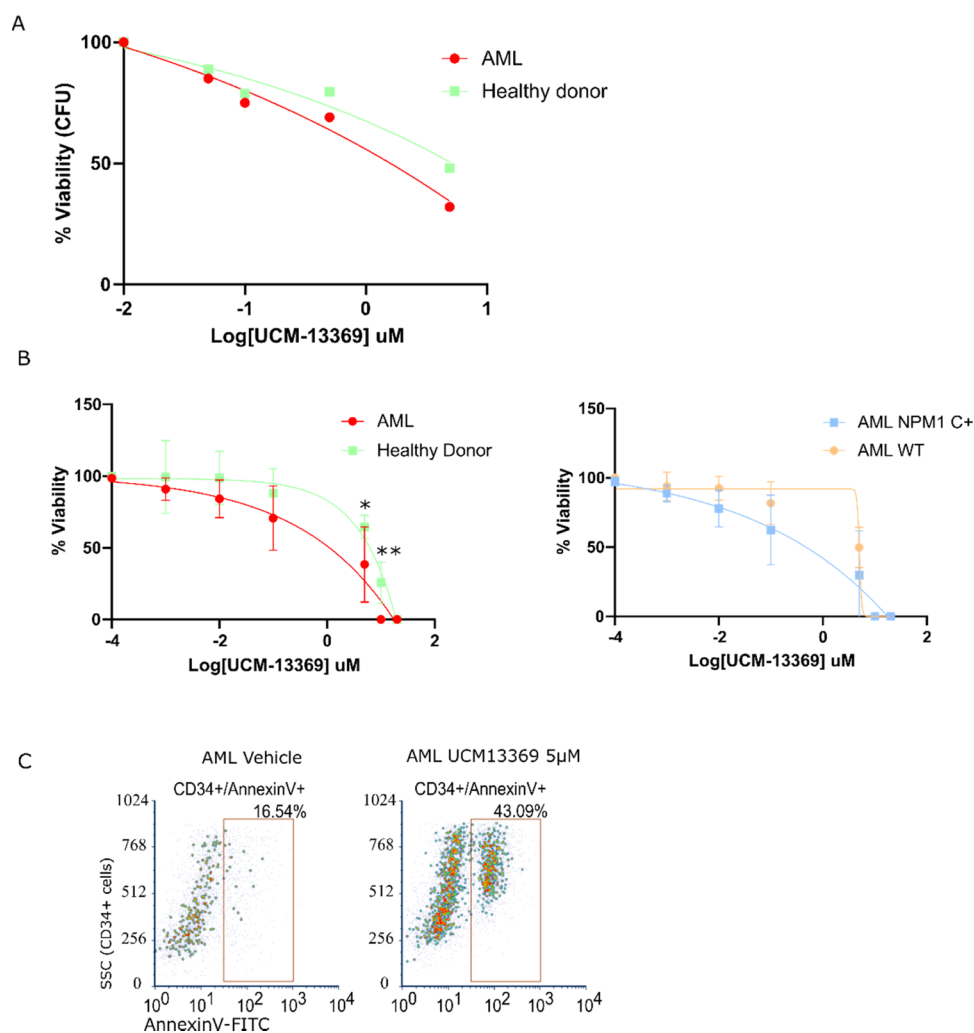 A
100
50
0
% Viability (CFU)
-2
-1
0
1
Log[UCM-13369] uM
AML
Healthy donor
B
150
100
50
0
% Viability
-4
-2
0
2
Log[UCM-13369] uM
AML
Healthy Donor
*
**
150
100
50
0
% Viability
-4
-2
0
2
Log[UCM-13369] uM
AML NPM1 C+
AML WT
C
AML Vehicle
CD34+/AnnexinV+
16.54%
1024
768
512
256
0
SSC (CD34+ cells)
10⁰ 10¹ 10² 10³ 10⁴
AnnexinV-FITC
AML UCM13369 5µM
CD34+/AnnexinV+
43.09%
1024
768
512
256
0
10⁰ 10¹ 10² 10³ 10⁴